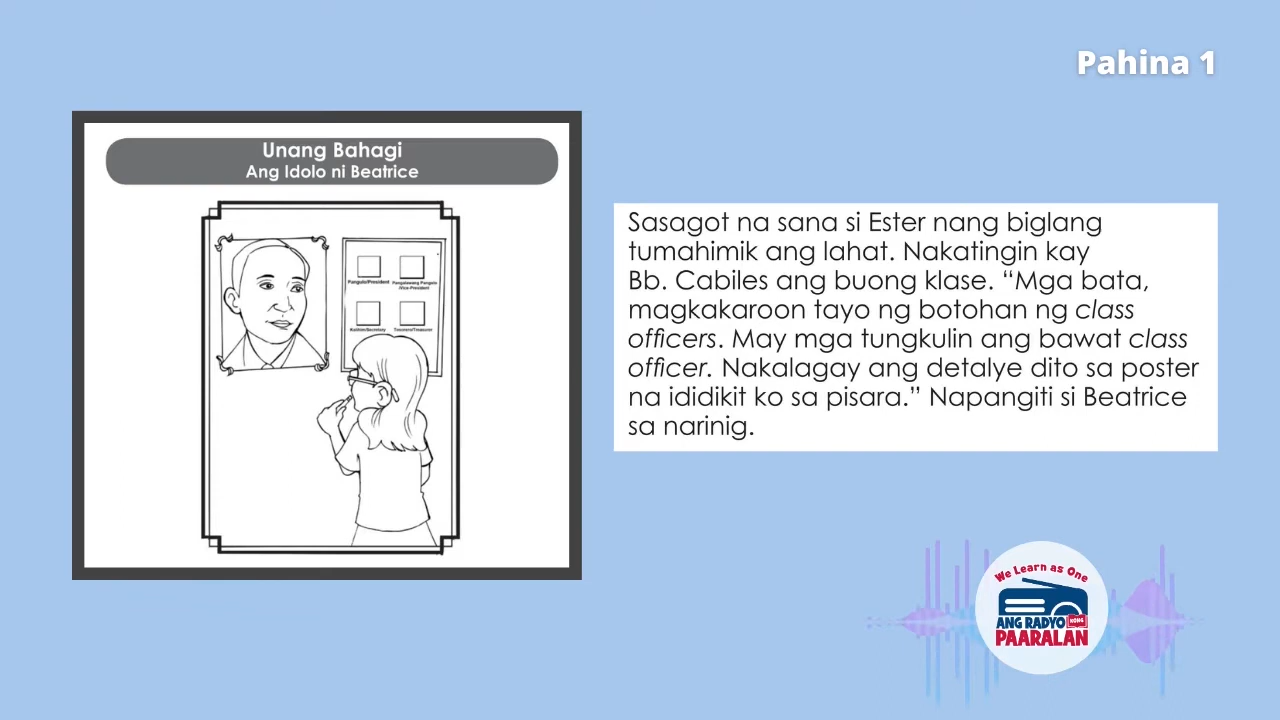 Pahina 1
Unang Bahagi
Ang Idolo ni Beatrice
Pangulo/President
Pangalawang Pangulo
/Vice-President
Kalihim/Secretary
Tesorero/Treasurer
Sasagot na sana si Ester nang biglang
tumahimik ang lahat. Nakatingin kay
Bb. Cabiles ang buong klase. “Mga bata,
magkakaroon tayo ng botohan ng class
officers. May mga tungkulin ang bawat class
officer. Nakalagay ang detalye dito sa poster
na ididikit ko sa pisara.” Napangiti si Beatrice
sa narinig.
We Learn as One
ANG RADYO
KONG
PAARALAN